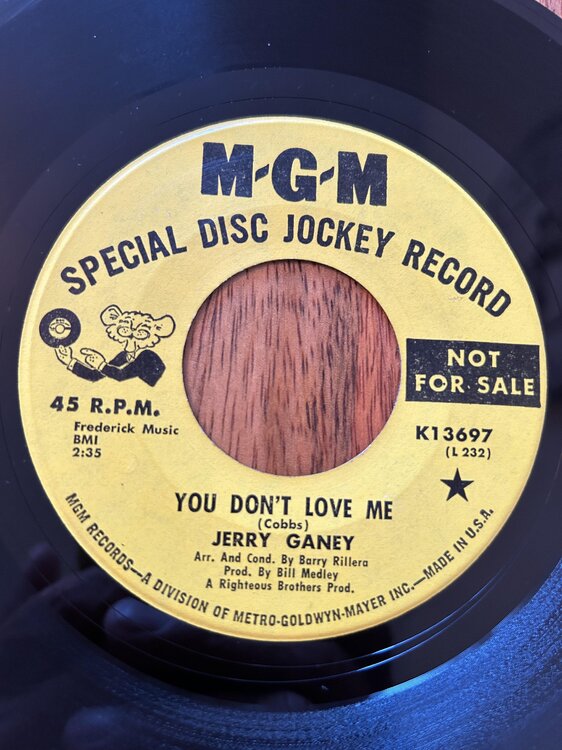 M-G-M
SPECIAL DISC JOCKEY RECORD
NOT
FOR SALE
45 R.P.M.
Frederick Music
BMI
2:35
K13697
(L 232)
YOU DON'T LOVE ME
(Cobbs)
JERRY GANEY
Arr. And Cond. By Barry Rillera
Prod. By Bill Medley
A Righteous Brothers Prod.
MGM RECORDS—A DIVISION OF METRO-GOLDWYN-MAYER INC.—MADE IN U.S.A.